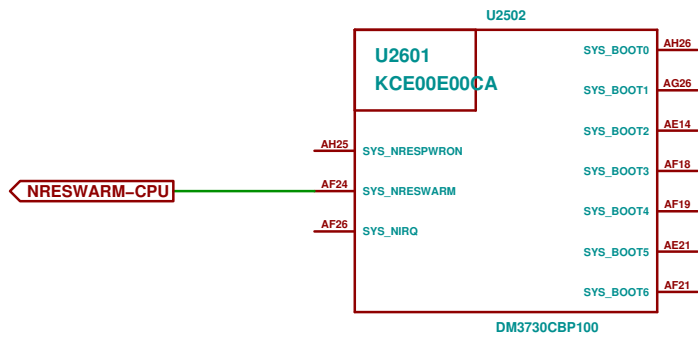 U2502
U2601
KCE00E00CA
SYS_BOOT0
AH26
SYS_BOOT1
AG26
SYS_BOOT2
AE14
AH25
SYS_NRESPWRON
SYS_BOOT3
AF18
NRESWARM−CPU
AF24
SYS_NRESWARM
SYS_BOOT4
AF19
AF26
SYS_NIRQ
SYS_BOOT5
AE21
SYS_BOOT6
AF21
DM3730CBP100